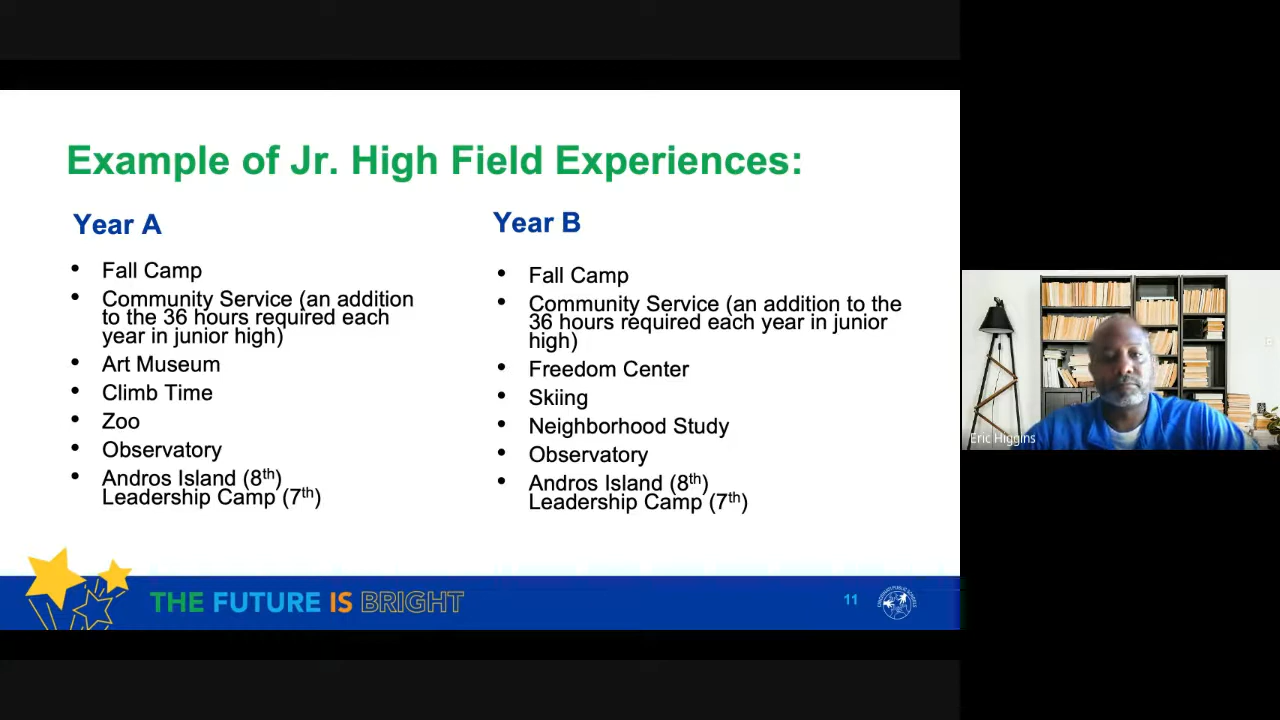 Example of Jr. High Field Experiences:
Year A
• Fall Camp
• Community Service (an addition
to the 36 hours required each
year in junior high)
• Art Museum
• Climb Time
• Zoo
• Observatory
• Andros Island (8th)
Leadership Camp (7th)
Year B
• Fall Camp
• Community Service (an addition to the
36 hours required each year in junior
high)
• Freedom Center
• Skiing
• Neighborhood Study
• Observatory
• Andros Island (8th)
Leadership Camp (7th)
THE FUTURE IS BRIGHT
11
Eric Higgins